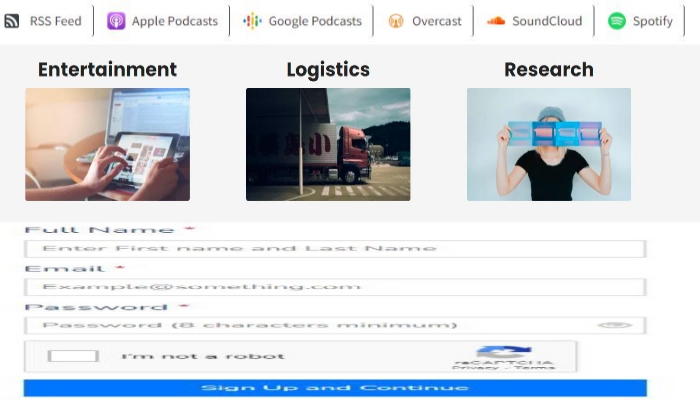 RSS Feed Apple Podcasts Google Podcasts Overcast SoundCloud Spotify
Entertainment Logistics Research
Full Name *
Enter First name and Last Name
Email *
Example@something.com
Password *
Password (8 characters minimum)
I'm not a robot
reCAPTCHA
Privacy - Terms
Sign Up and Continue